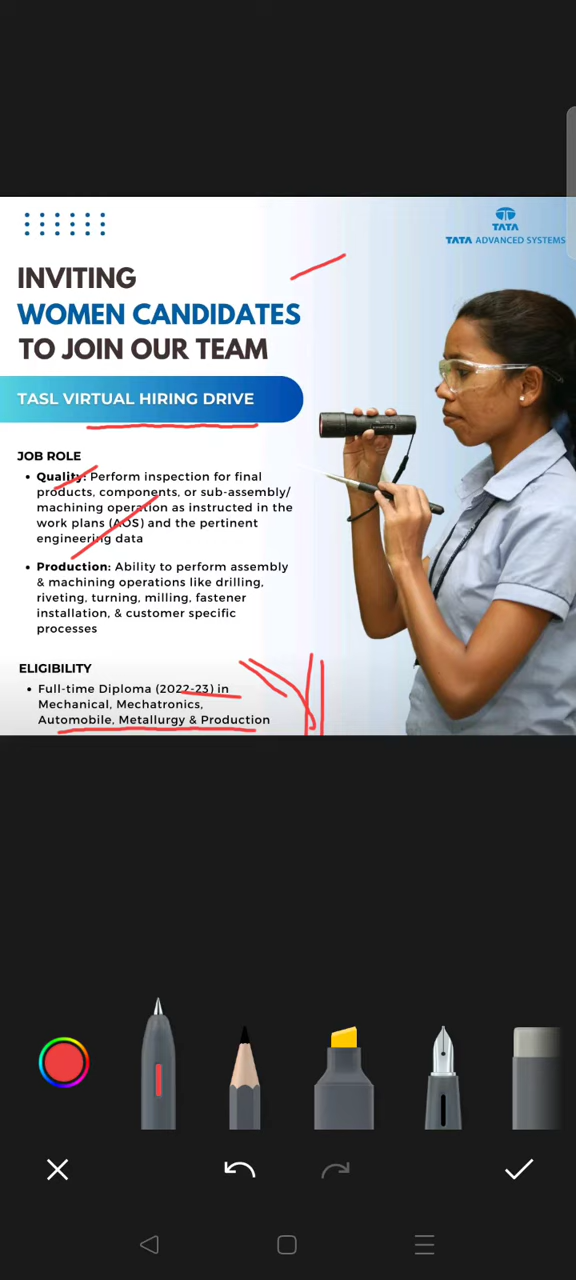 TATA
TATA ADVANCED SYSTEMS
INVITING
WOMEN CANDIDATES
TO JOIN OUR TEAM
TASL VIRTUAL HIRING DRIVE
JOB ROLE
• Quality: Perform inspection for final
products, components, or sub-assembly/
machining operation as instructed in the
work plans (AOS) and the pertinent
engineering data
• Production: Ability to perform assembly
& machining operations like drilling,
riveting, turning, milling, fastener
installation, & customer specific
processes
ELIGIBILITY
• Full-time Diploma (2022-23) in
Mechanical, Mechatronics,
Automobile, Metallurgy & Production